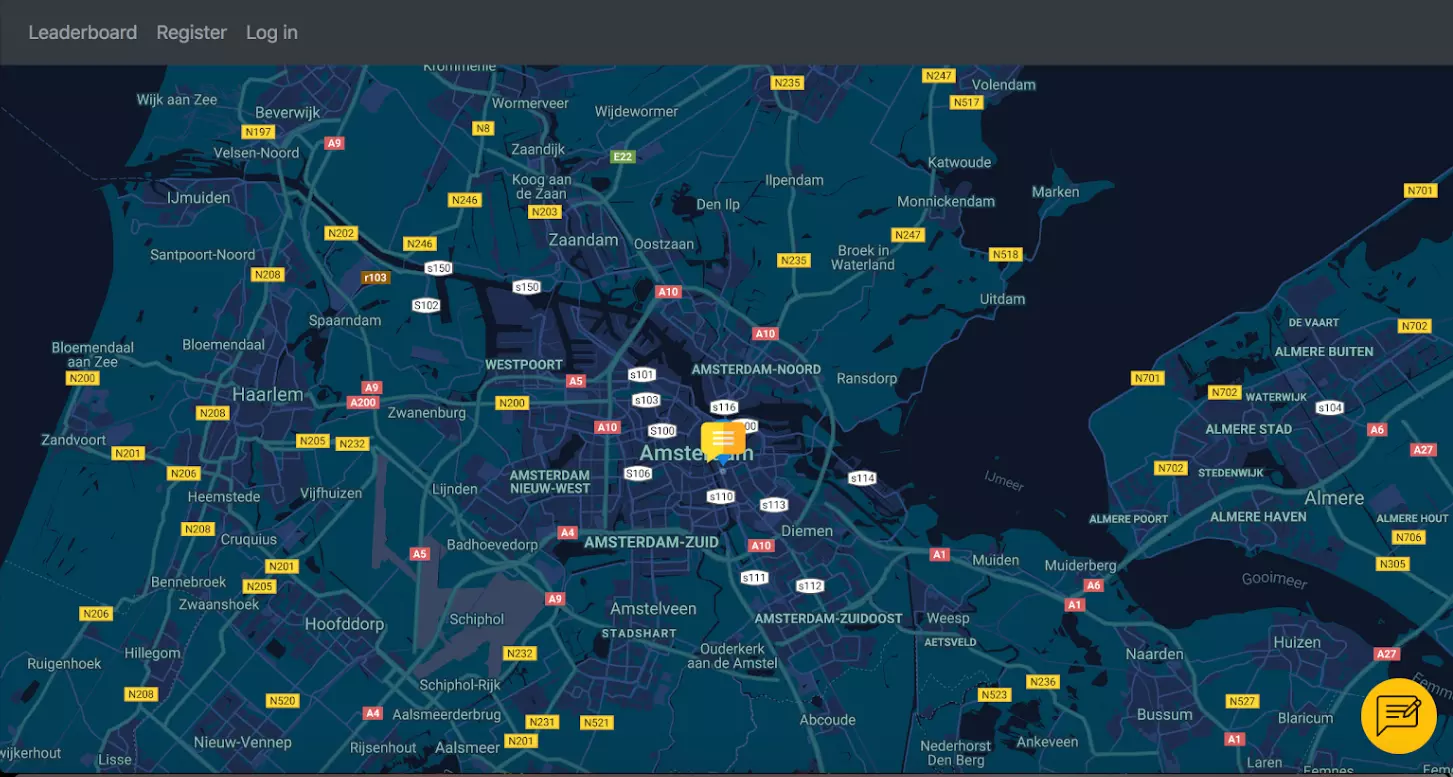 Leaderboard Register Log in
Krommenie
N247
N235
Volendam
Wijk aan Zee
N517
Wormerveer
Beverwijk
Wijdewormer
N8
N197
A9
Zaandijk
Velsen-Noord
E22
Katwoude
Koog aan
de Zaan
Ilpendam
Marken
N701
IJmuiden
N246
Den Ilp
Monnickendam
N203
N202
N247
Zaandam
N246
Oostzaan
Broek in
Waterland
Santpoort-Noord
N518
N235
s150
N208
r103
s150
A10
Uitdam
S102
Spaarndam
DE VAART
N702
A10
Bloemendaal
Bloemendaal
aan Zee
ALMERE BUITEN
WESTPOORT
AMSTERDAM-NOORD
s101
N200
A5
Ransdorp
N701
A9
N702
Haarlem
WATERWIJK
A200
s103
N200
s116
s104
N208
Zwanenburg
A10
S100
00
ALMERE STAD
A6
Zandvoort
N205
N232
N201
Amsterdam
A27
N206
S106
N702
STEDENWIJK
AMSTERDAM
NIEUW-WEST
s114
IJmeer
Heemstede
Vijfhuizen
Lijnden
s110
Almere
s113
ALMERE POORT
ALMERE HAVEN
ALMERE HOUT
N208
A4
Diemen
Cruquius
N706
Badhoevedorp
AMSTERDAM-ZUID
A10
A5
A1
Muiden
N201
Muiderberg
N305
Bennebroek
N205
s111
s112
Gooimeer
A6
Zwaanshoek
A9
A1
N206
Amstelveen
Hoofddorp
Schiphol
AMSTERDAM-ZUIDOOST
Weesp
STADSHART
AETSVELD
Huizen
Hillegom
N232
Ouderkerk
aan de Amstel
Naarden
A27
Ruigenhoek
Schiphol-Rijk
N236
N208
N523
N520
N527
A4
Aalsmeerderbrug
N231
N521
Abcoude
Bussum
Blaricum
Nieuw-Vennep
N201
A1
Rijsenhout
Aalsmeer
Nederhorst
Den Berg
Ankeveen
wijkerhout
Lisse
Laren